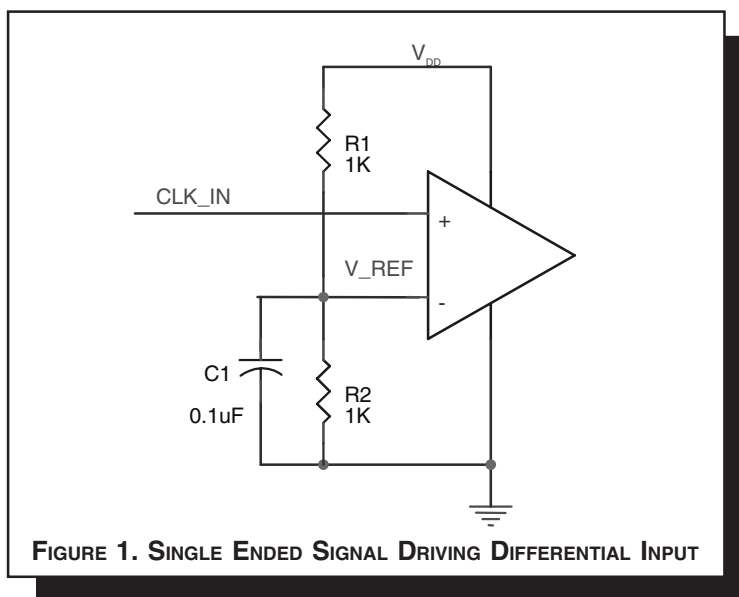 V_DD
R1
1K
CLK_IN
+
V_REF
-
C1
0.1uF
R2
1K
FIGURE 1. SINGLE ENDED SIGNAL DRIVING DIFFERENTIAL INPUT